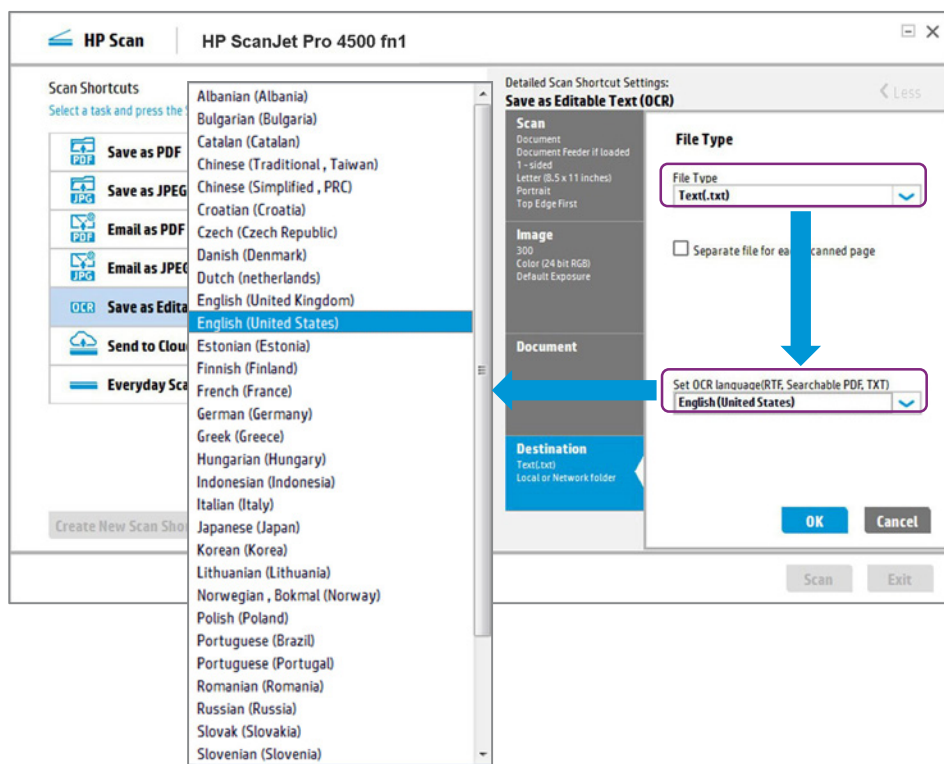 HP Scan
HP ScanJet Pro 4500 fn1
Scan Shortcuts
Select a task and press the
Save as PDF
Save as JPEG
Email as PDF
Email as JPEG
OCR Save as Edita
Send to Clou
Everyday Sca
Create New Scan Shor
Albanian (Albania)
Bulgarian (Bulgaria)
Catalan (Catalan)
Chinese (Traditional , Taiwan)
Chinese (Simplified , PRC)
Croatian (Croatia)
Czech (Czech Republic)
Danish (Denmark)
Dutch (netherlands)
English (United Kingdom)
English (United States)
Estonian (Estonia)
Finnish (Finland)
French (France)
German (Germany)
Greek (Greece)
Hungarian (Hungary)
Indonesian (Indonesia)
Italian (Italy)
Japanese (Japan)
Korean (Korea)
Lithuanian (Lithuania)
Norwegian , Bokmal (Norway)
Polish (Poland)
Portuguese (Brazil)
Portuguese (Portugal)
Romanian (Romania)
Russian (Russia)
Slovak (Slovakia)
Slovenian (Slovenia)
Detailed Scan Shortcut Settings:
Save as Editable Text (OCR)
Less
Scan
Document
Document Feeder if loaded
1 - sided
Letter (8.5 x 11 inches)
Portrait
Top Edge First
Image
300
Color (24 bit RGB)
Default Exposure
Document
Destination
Text(.txt)
Local or Network folder
File Type
File Type
Text(.txt)
Separate file for each scanned page
Set OCR language(RTF, Searchable PDF, TXT)
English (United States)
OK
Cancel
Scan
Exit